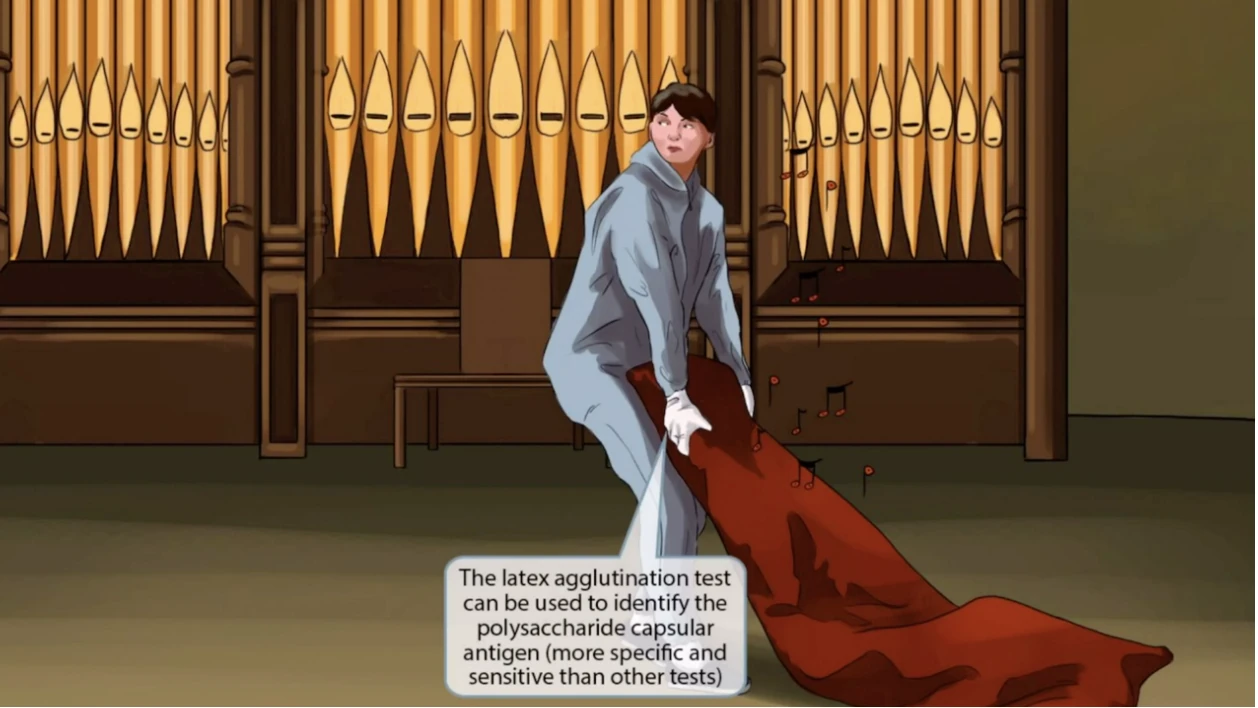 The latex agglutination test
can be used to identify the
polysaccharide capsular
antigen (more specific and
sensitive than other tests)